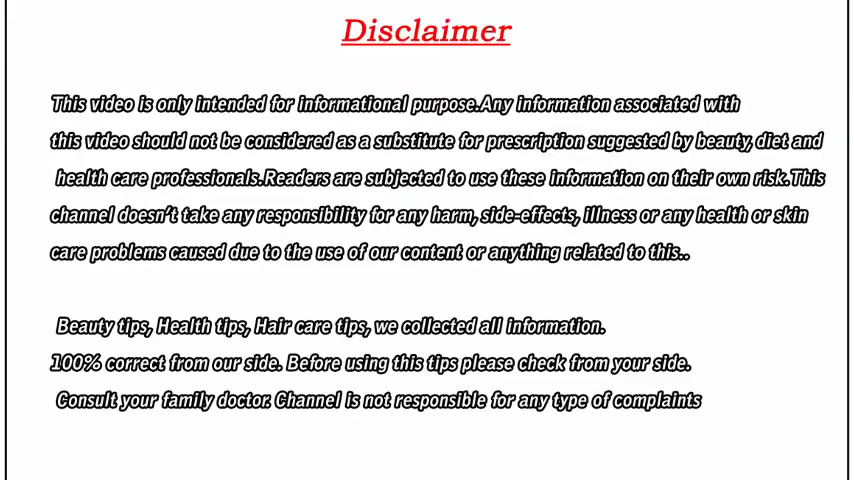 Disclaimer
This video is only intended for informational purpose.Any information associated with
this video should not be considered as a substitute for prescription suggested by beauty, diet and
health care professionals.Readers are subjected to use these information on their own risk.This
channel doesn't take any responsibility for any harm, side-effects, illness or any health or skin
care problems caused due to the use of our content or anything related to this..
Beauty tips, Health tips, Hair care tips, we collected all information.
100% correct from our side. Before using this tips please check from your side.
Consult your family doctor. Channel is not responsible for any type of complaints